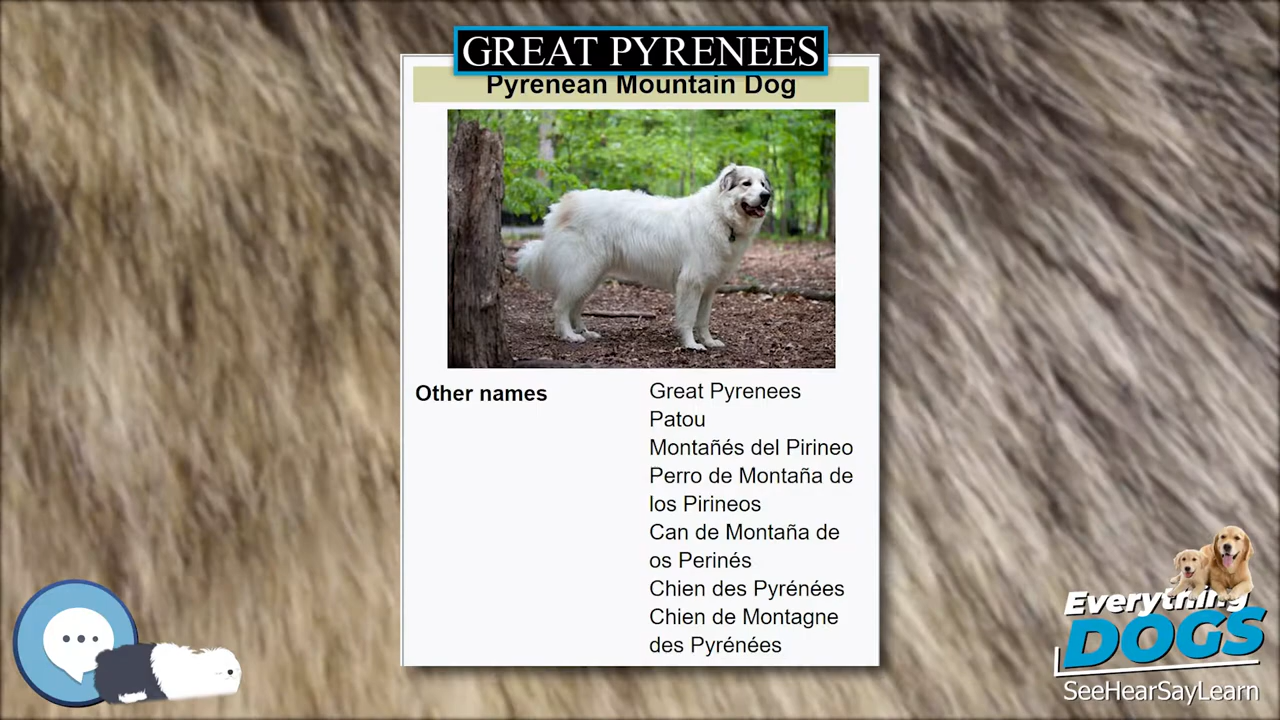 GREAT PYRENEES
Pyrenean Mountain Dog
Other names
Great Pyrenees
Patou
Montañés del Pirineo
Perro de Montaña de
los Pirineos
Can de Montaña de
os Perinés
Chien des Pyrénées
Chien de Montagne
des Pyrénées
Everything
DOGS
SeeHearSayLearn